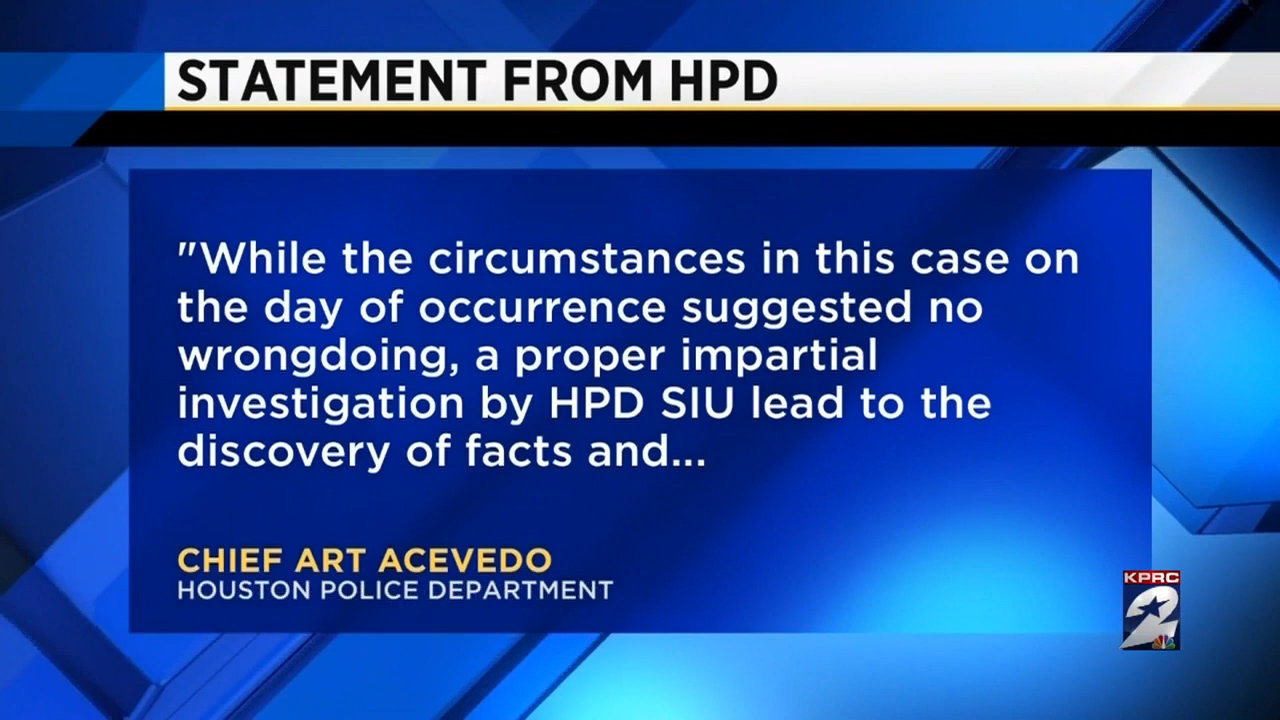 STATEMENT FROM HPD
"While the circumstances in this case on
the day of occurrence suggested no
wrongdoing, a proper impartial
investigation by HPD SIU lead to the
discovery of facts and...
CHIEF ART ACEVEDO
HOUSTON POLICE DEPARTMENT
KPRC
2